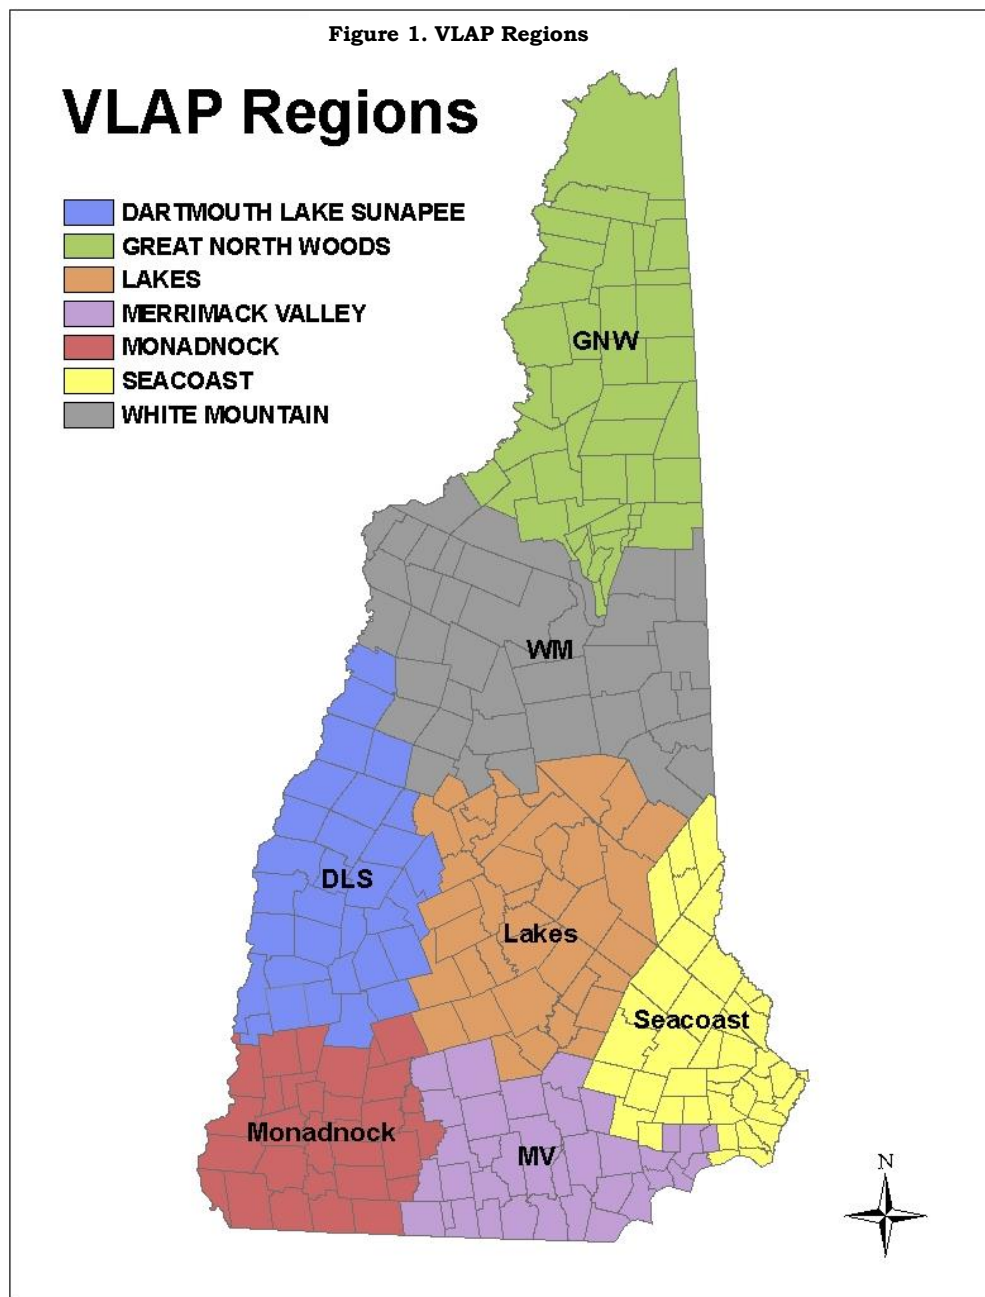 Figure 1. VLAP Regions
VLAP Regions
DARTMOUTH LAKE SUNAPEE
GREAT NORTH WOODS
LAKES
MERRIMACK VALLEY
MONADNOCK
SEACOAST
WHITE MOUNTAIN
GNW
WM
DLS
Lakes
Seacoast
Monadnock
MV
N